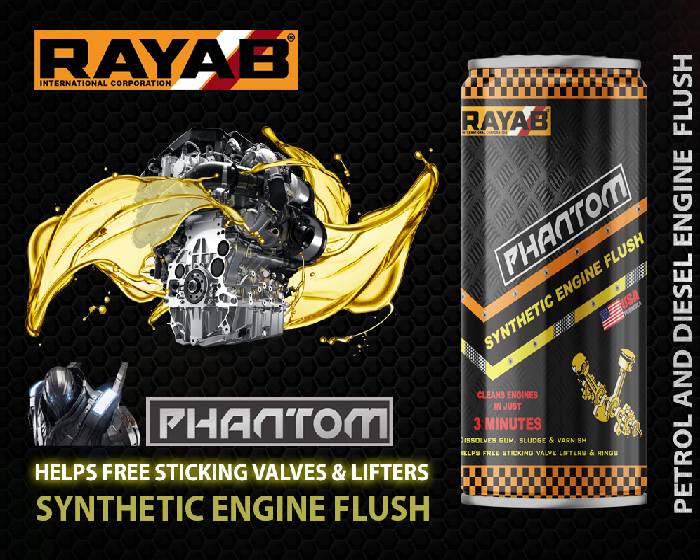 RAYAB®
INTERNATIONAL CORPORATION
PHANTOM
HELPS FREE STICKING VALVES & LIFTERS
SYNTHETIC ENGINE FLUSH
RAYAB
PHANTOM
SYNTHETIC ENGINE FLUSH
USA
CLEANS ENGINES
IN JUST
3 MINUTES
DISSOLVES GUM, SLUDGE & VARNISH
HELPS FREE STICKING VALVE LIFTERS & RINGS
PETROL AND DIESEL ENGINE FLUSH